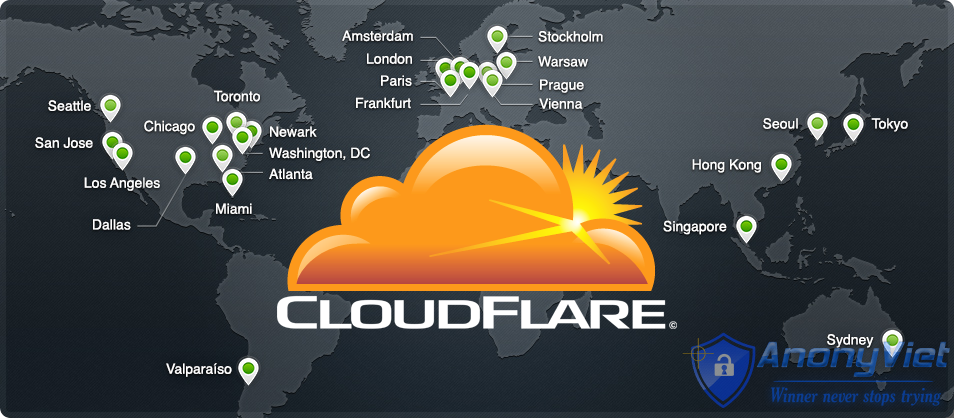 Amsterdam
Stockholm
London
Warsaw
Paris
Prague
Frankfurt
Vienna
Seattle
Toronto
Chicago
Newark
San Jose
Washington, DC
Los Angeles
Atlanta
Miami
Dallas
Seoul
Tokyo
Hong Kong
Singapore
CLOUDFLARE©
Sydney
AnonyViet
Winner never stops trying
Valparaíso